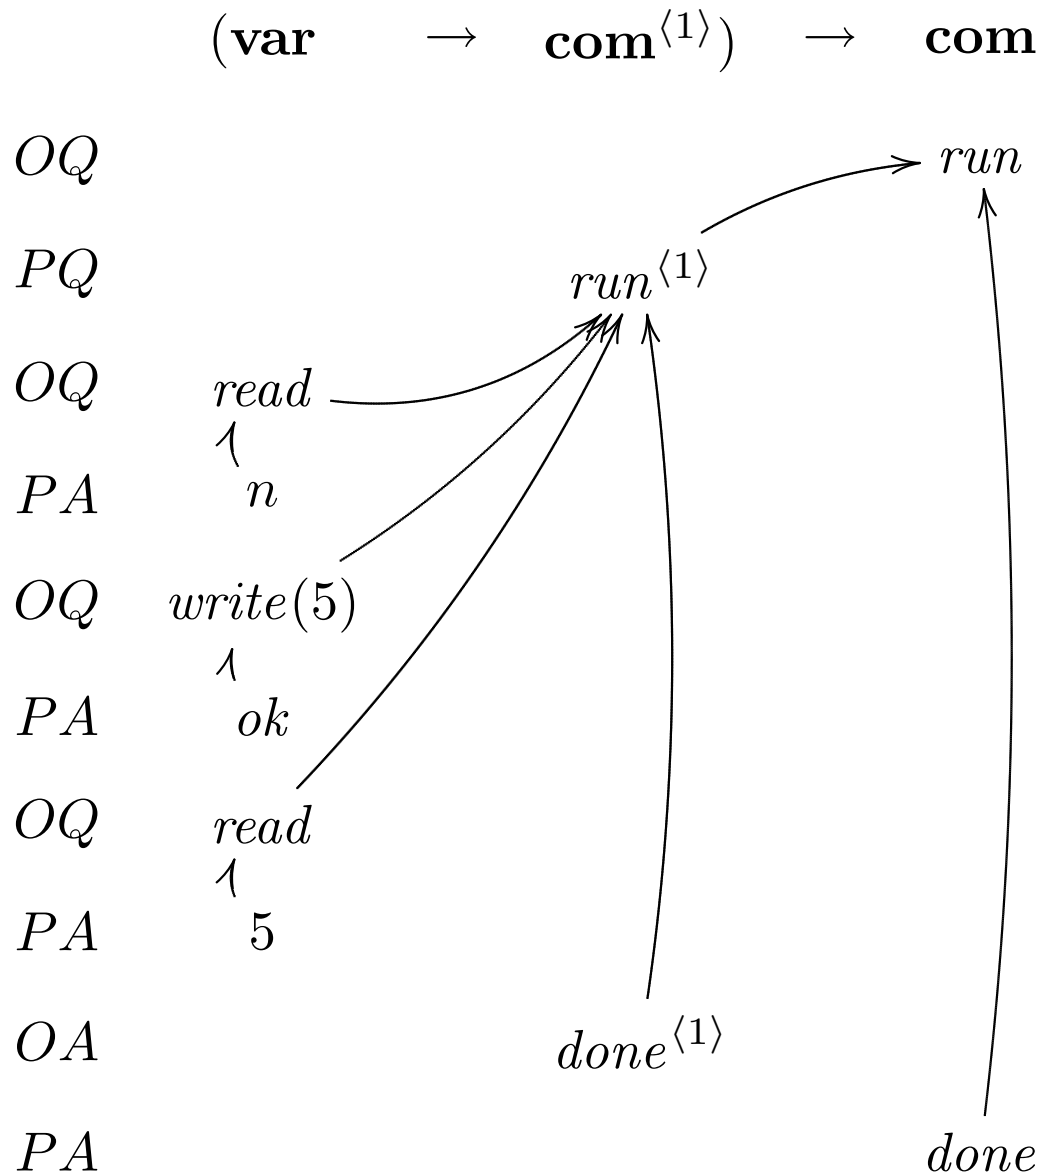 (var → com⟨1⟩) → com
OQ run
PQ run⟨1⟩
OQ read
PA n
OQ write(5)
PA ok
OQ read
PA 5
OA done⟨1⟩
PA done